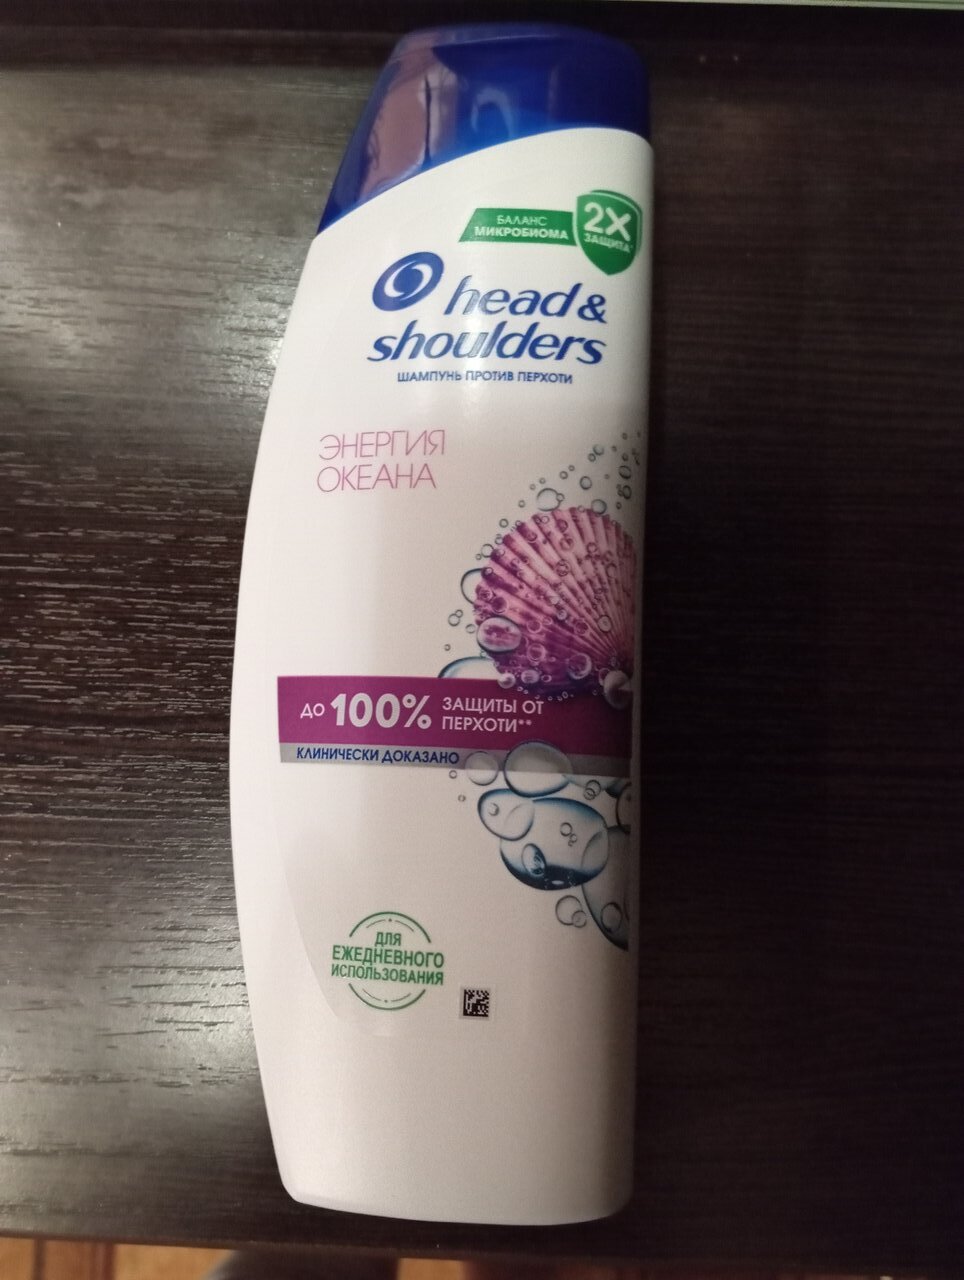 БАЛАНС
МИКРОБИОМА
2X
ЗАЩИТА*
head &
shoulders
ШАМПУНЬ ПРОТИВ ПЕРХОТИ
ЭНЕРГИЯ
ОКЕАНА
ДО 100% ЗАЩИТЫ ОТ
ПЕРХОТИ**
КЛИНИЧЕСКИ ДОКАЗАНО
ДЛЯ
ЕЖЕДНЕВНОГО
ИСПОЛЬЗОВАНИЯ